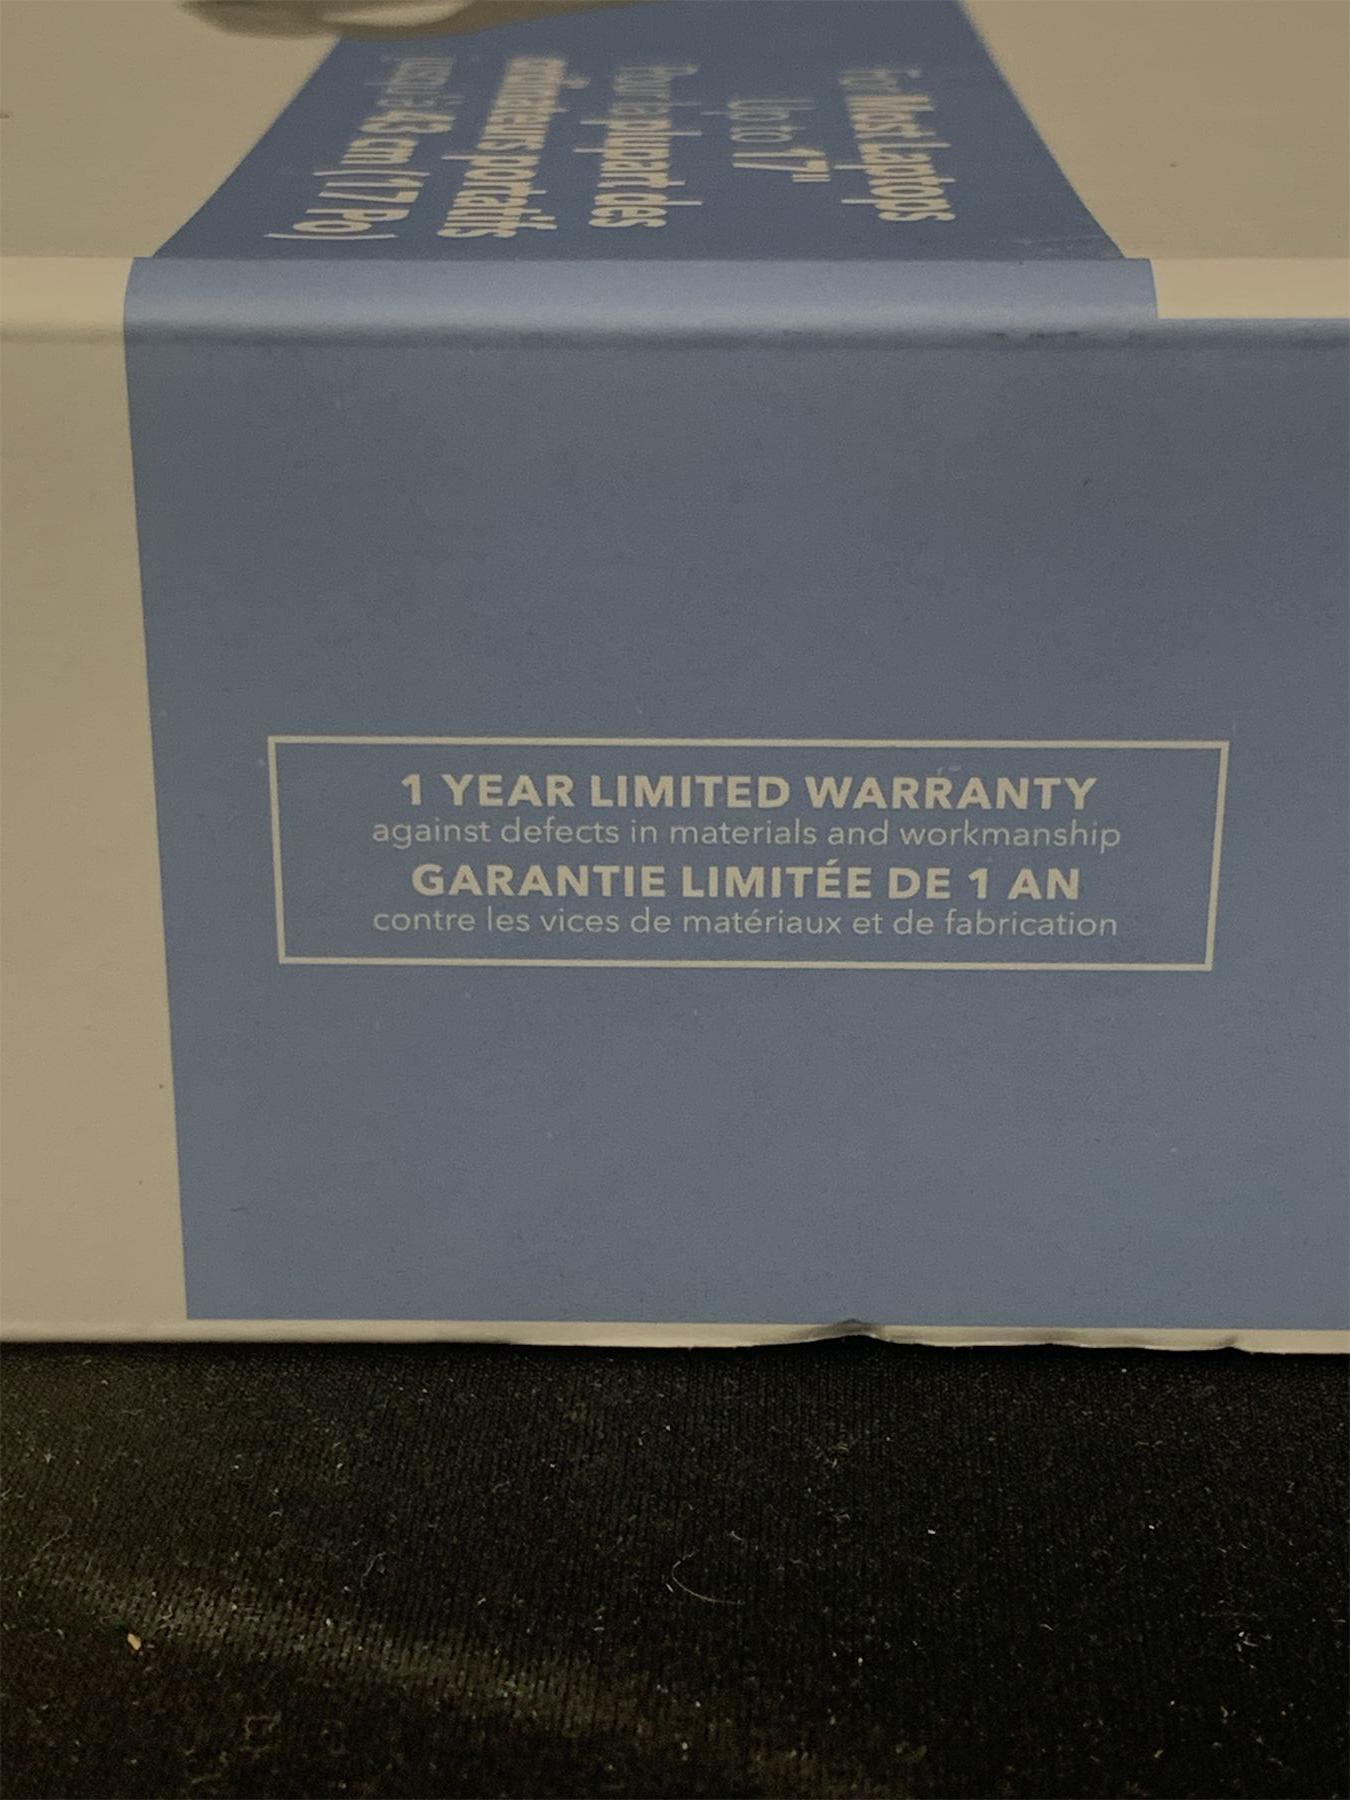 For Most Laptops
Up to 17"
Pour la plupart des
ordinateurs portatifs
jusqu'à 43 cm (17 Po)
1 YEAR LIMITED WARRANTY
against defects in materials and workmanship
GARANTIE LIMITÉE DE 1 AN
contre les vices de matériaux et de fabrication